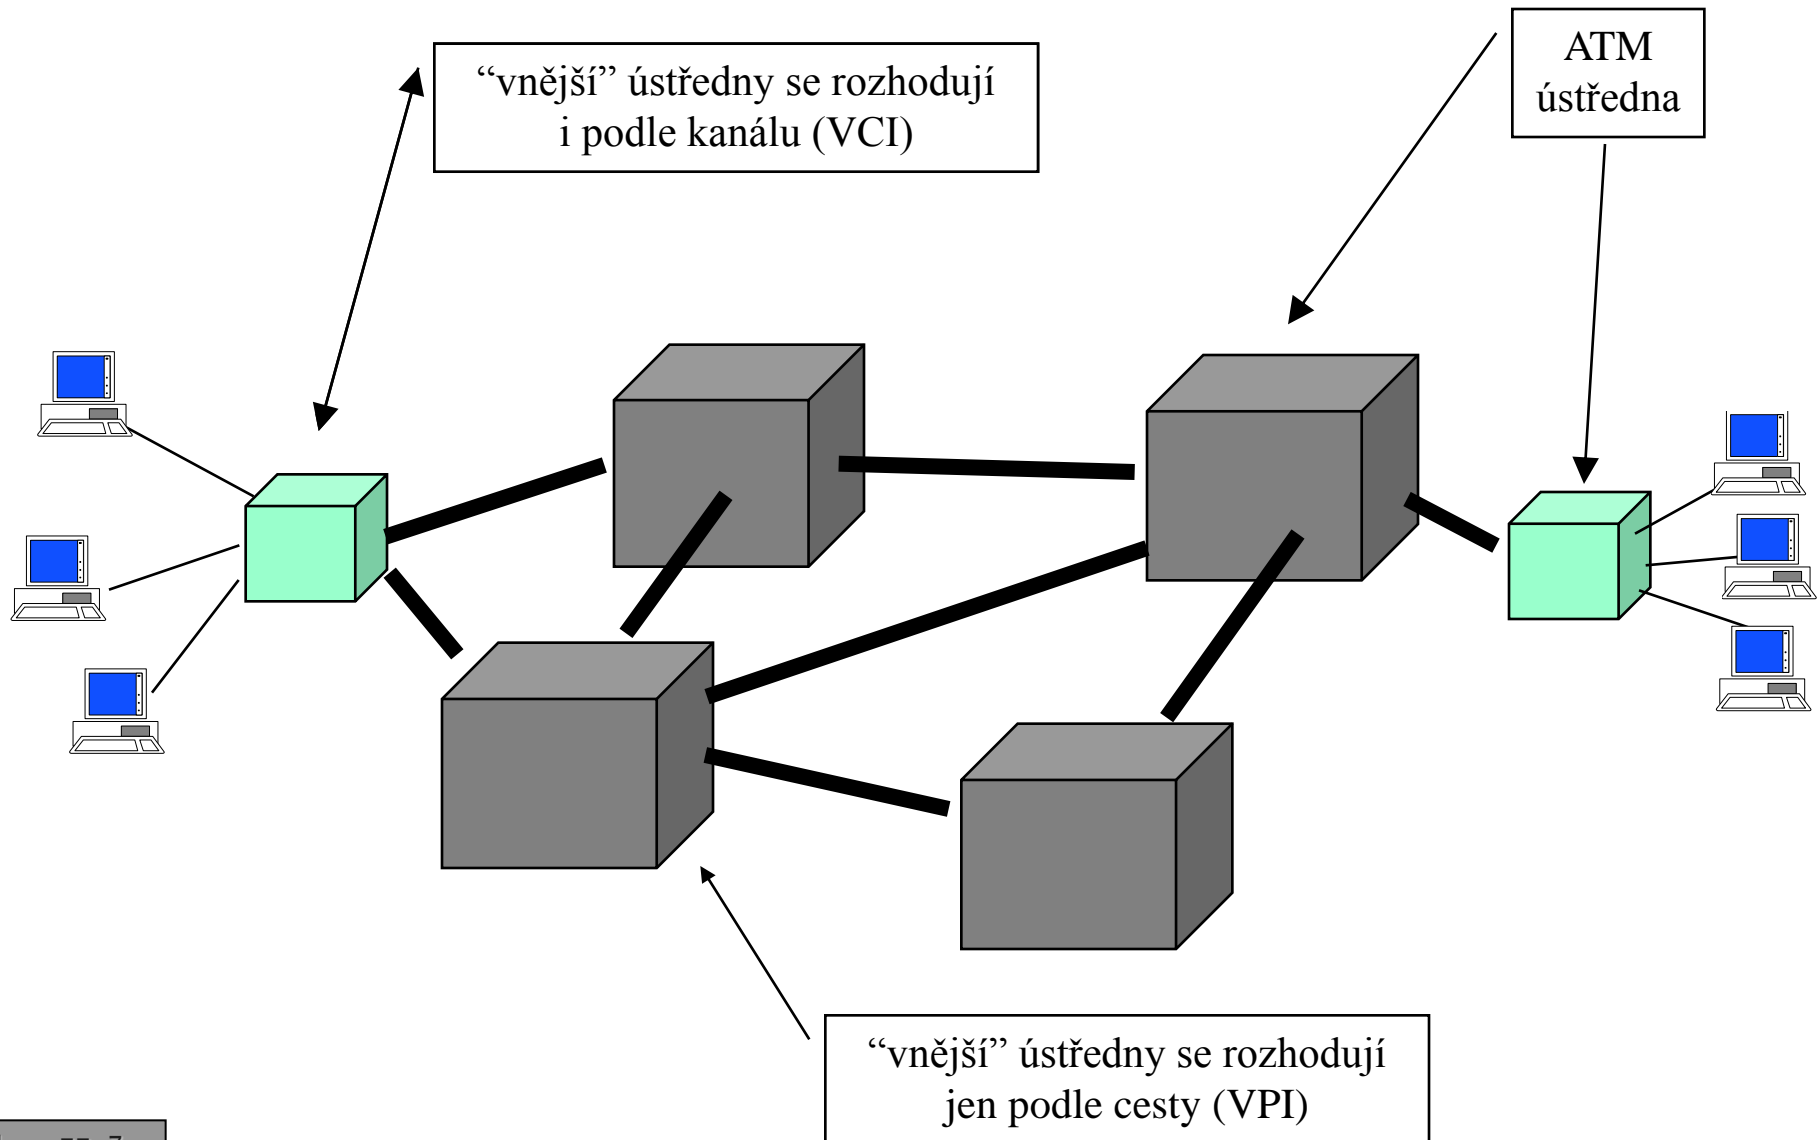 “vnější” ústředny se rozhodují
i podle kanálu (VCI)
ATM
ústředna
“vnější” ústředny se rozhodují
jen podle cesty (VPI)